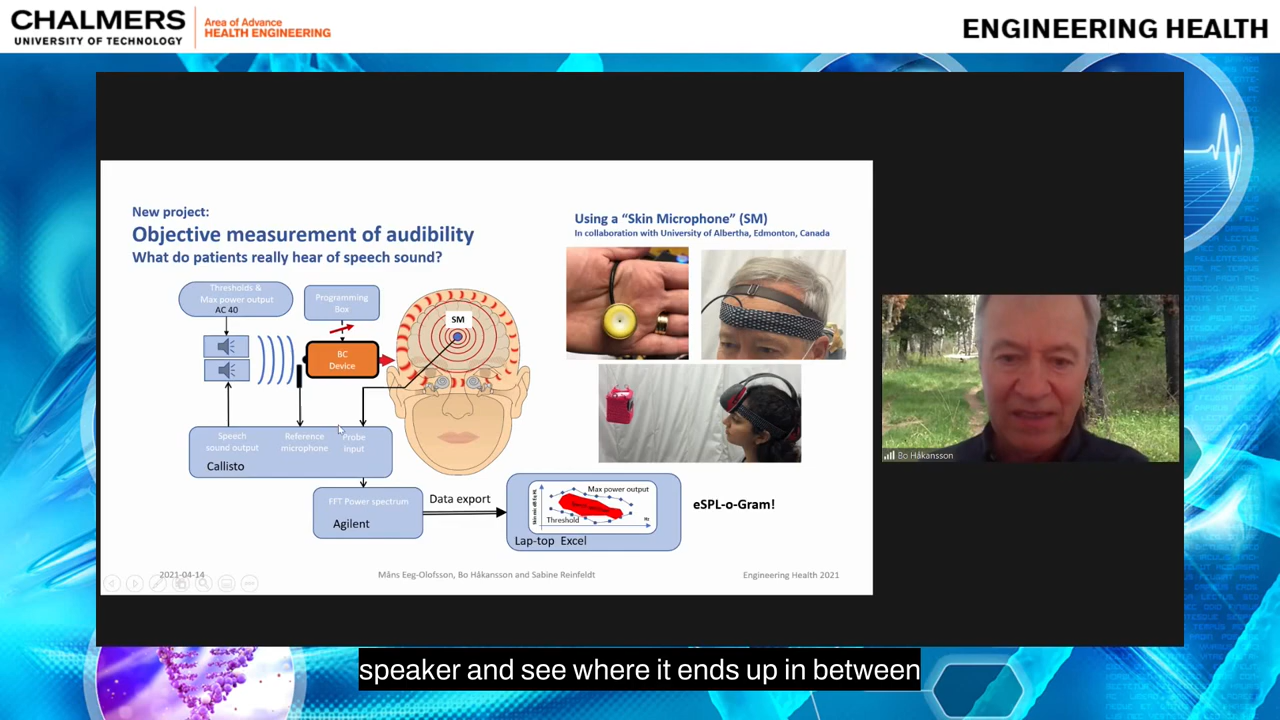 CHALMERS
UNIVERSITY OF TECHNOLOGY
Area of Advance
HEALTH ENGINEERING
ENGINEERING HEALTH
New project:
Objective measurement of audibility
What do patients really hear of speech sound?
Using a “Skin Microphone” (SM)
In collaboration with University of Albertha, Edmonton, Canada
Thresholds &
Max power output
AC 40
Programming
Box
SM
BC
Device
Speech
sound output
Reference
microphone
Probe
input
Callisto
FFT Power spectrum
Agilent
Data export
Max power output
Threshold
Hz
Lap-top Excel
eSPL-o-Gram!
2021-04-14
Måns Eeg-Olofsson, Bo Håkansson and Sabine Reinfeldt
Engineering Health 2021
Bo Håkansson
speaker and see where it ends up in between